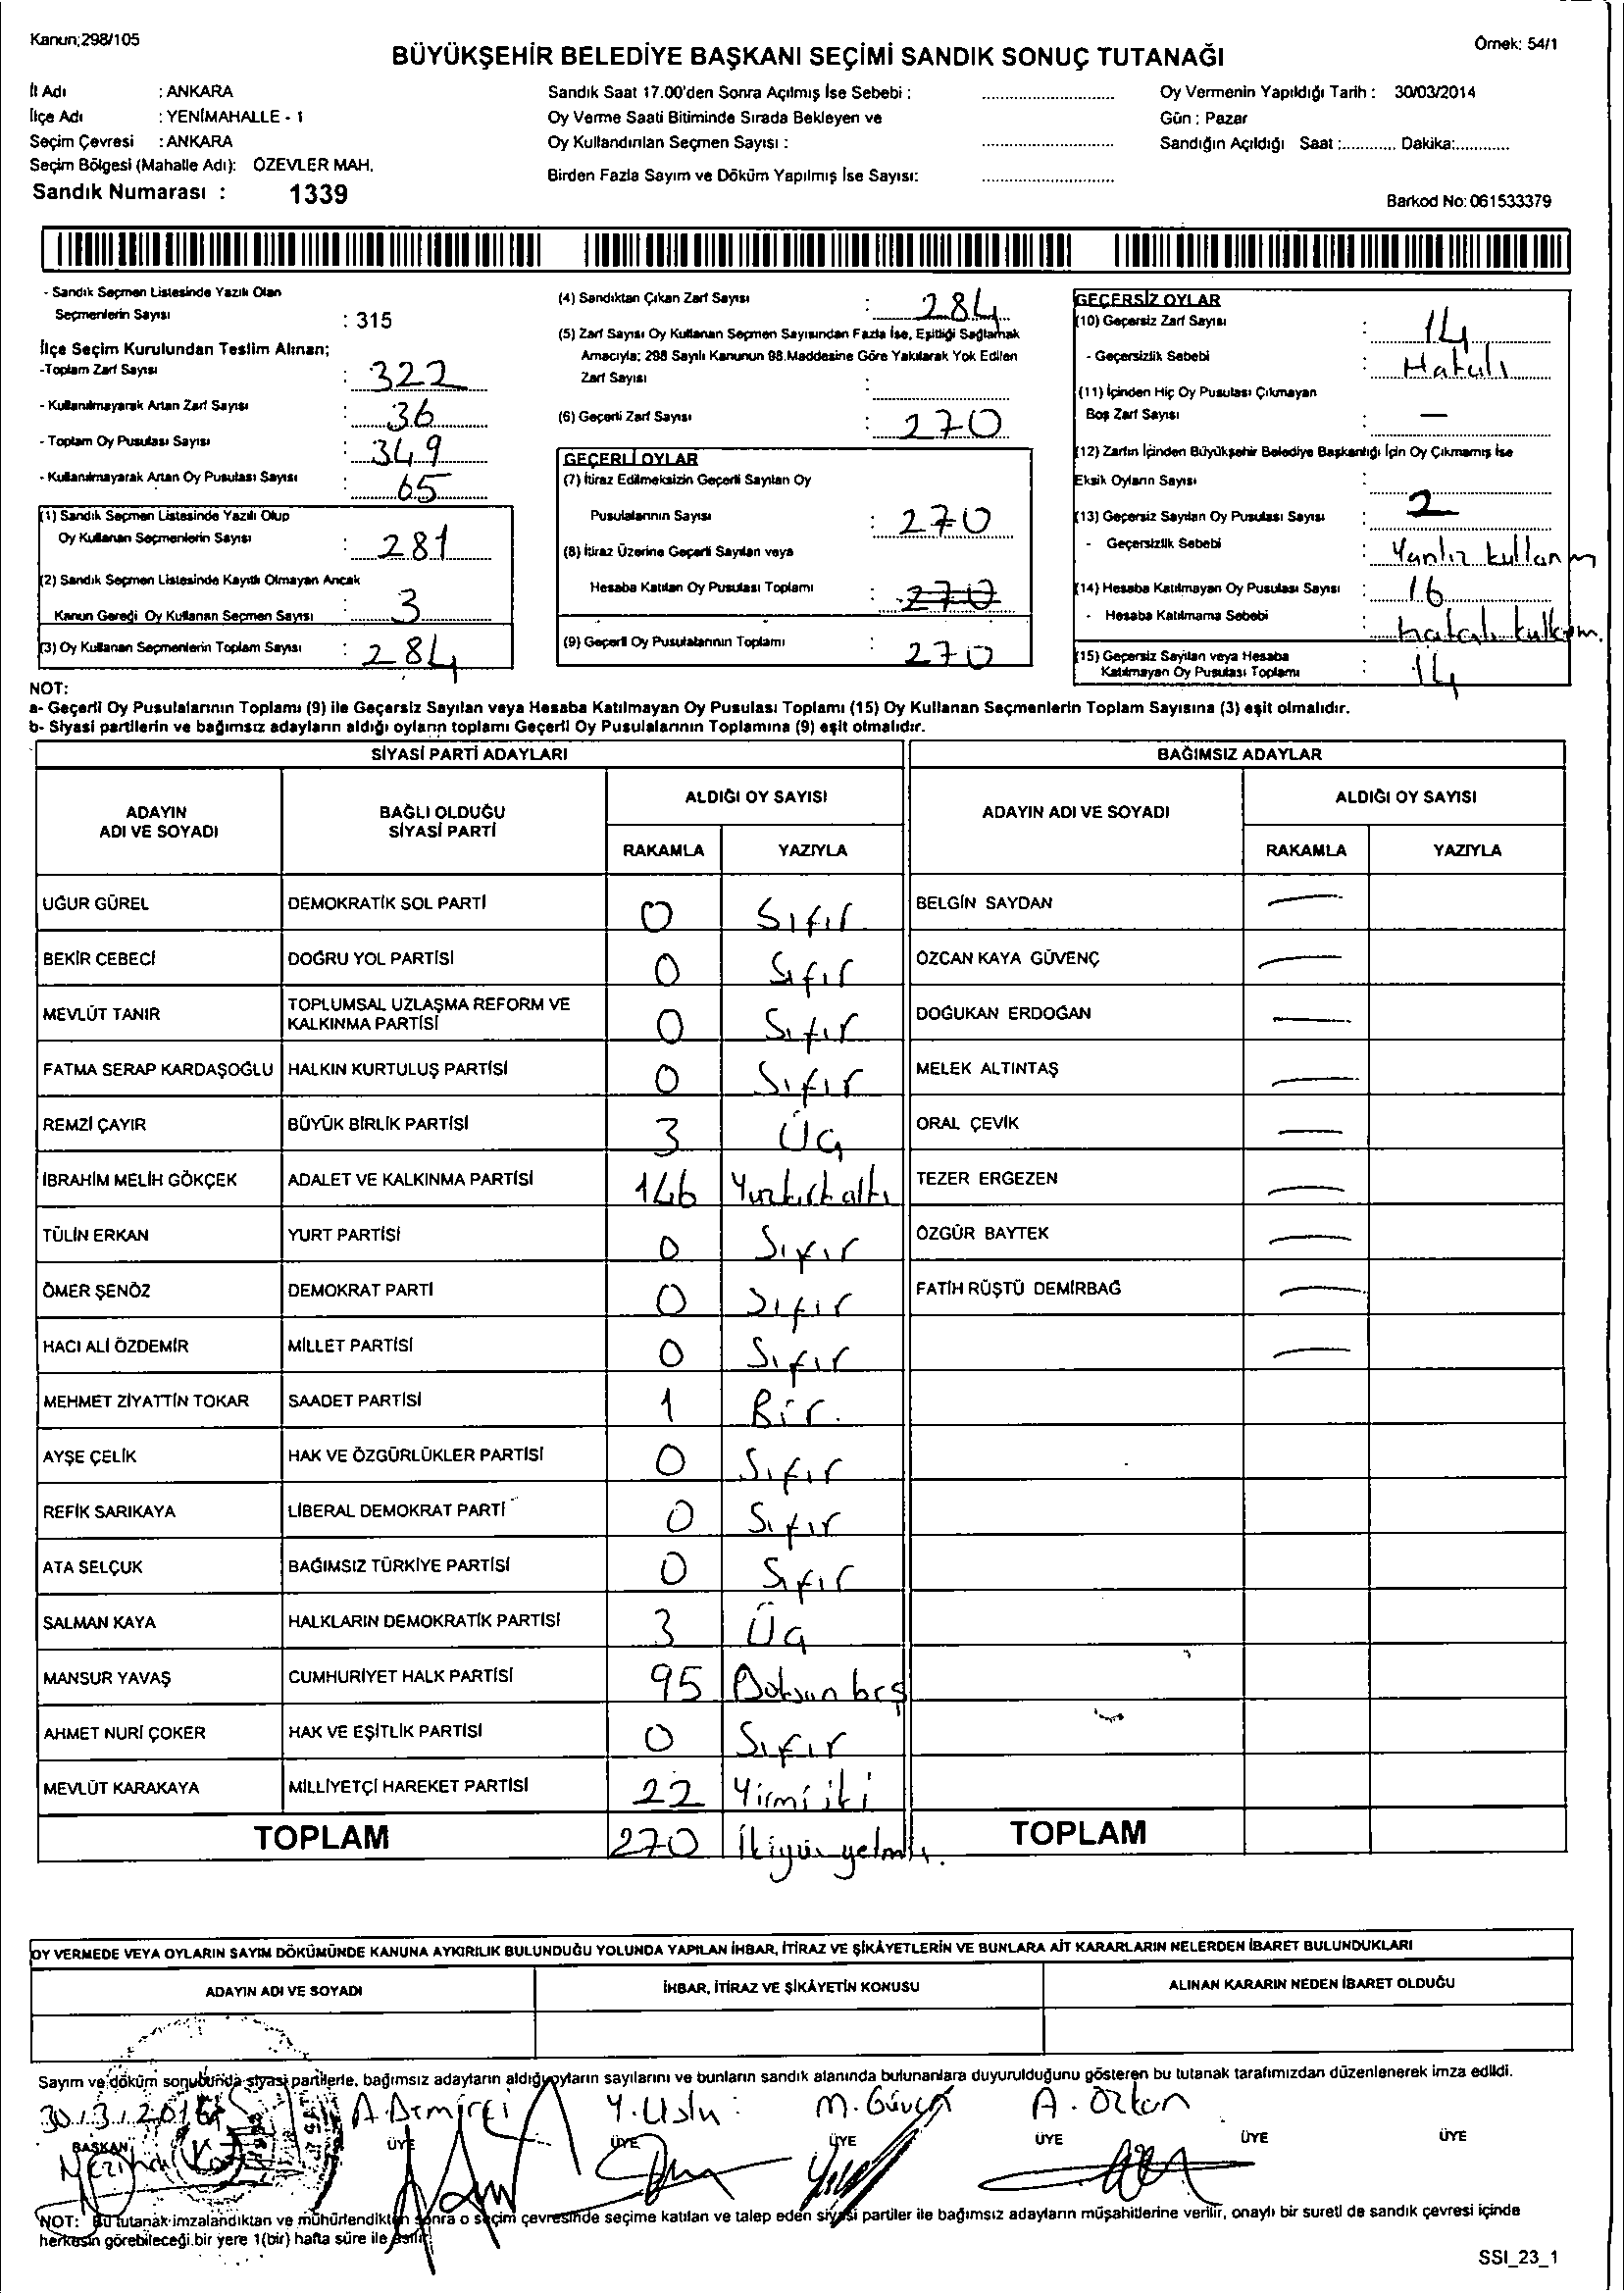 Kanun;298/105
Örnek: 54/1
BÜYÜKŞEHİR BELEDİYE BAŞKANI SEÇİMİ SANDIK SONUÇ TUTANAĞI
İl Adı : ANKARA
İlçe Adı : YENİMAHALLE - 1
Seçim Çevresi : ANKARA
Seçim Bölgesi (Mahalle Adı): ÖZEVLER MAH.
Sandık Numarası : 1339
Sandık Saat 17.00'den Sonra Açılmış İse Sebebi :
Oy Verme Saati Bitiminde Sırada Bekleyen ve
Oy Kullandırılan Seçmen Sayısı :
Birden Fazla Sayım ve Döküm Yapılmış İse Sayısı:
Oy Vermenin Yapıldığı Tarih : 30/03/2014
Gün : Pazar
Sandığın Açıldığı Saat :........... Dakika:...........
Barkod No: 061533379
- Sandık Seçmen Listesinde Yazılı Olan
Seçmenlerin Sayısı : 315
İlçe Seçim Kurulundan Teslim Alınan;
-Toplam Zarf Sayısı : 322
- Kullanılmayarak Artan Zarf Sayısı : 36
- Toplam Oy Pusulası Sayısı : 349
- Kullanılmayarak Artan Oy Pusulası Sayısı : 65
(1) Sandık Seçmen Listesinde Yazılı Olup
Oy Kullanan Seçmenlerin Sayısı : 281
(2) Sandık Seçmen Listesinde Kayıtlı Olmayan Ancak
Kanun Gereği Oy Kullanan Seçmen Sayısı : 3
(3) Oy Kullanan Seçmenlerin Toplam Sayısı : 284
(4) Sandıktan Çıkan Zarf Sayısı : 284
(5) Zarf Sayısı Oy Kullanan Seçmen Sayısından Fazla İse, Eşitliği Sağlamak
Amacıyla; 298 Sayılı Kanunun 98.Maddesine Göre Yakılarak Yok Edilen
Zarf Sayısı :
(6) Geçerli Zarf Sayısı : 270
GEÇERLİ OYLAR
(7) İtiraz Edilmeksizin Geçerli Sayılan Oy
Pusulalarının Sayısı : 270
(8) İtiraz Üzerine Geçerli Sayılan veya
Hesaba Katılan Oy Pusulası Toplamı : 270
(9) Geçerli Oy Pusulalarının Toplamı : 270
GEÇERSİZ OYLAR
(10) Geçersiz Zarf Sayısı : 14
- Geçersizlik Sebebi : Hatalı
(11) İçinden Hiç Oy Pusulası Çıkmayan
Boş Zarf Sayısı : —
(12) Zarfın İçinden Büyükşehir Belediye Başkanlığı İçin Oy Çıkmamış İse
Eksik Oyların Sayısı : 2
(13) Geçersiz Sayılan Oy Pusulası Sayısı :
- Geçersizlik Sebebi : Yanlız kullanım
(14) Hesaba Katılmayan Oy Pusulası Sayısı : 16
- Hesaba Katılmama Sebebi : hatalı
(15) Geçersiz Sayılan veya Hesaba
Katılmayan Oy Pusulası Toplamı : 14
NOT:
a- Geçerli Oy Pusulalarının Toplamı (9) ile Geçersiz Sayılan veya Hesaba Katılmayan Oy Pusulası Toplamı (15) Oy Kullanan Seçmenlerin Toplam Sayısına (3) eşit olmalıdır.
b- Siyasi partilerin ve bağımsız adayların aldığı oyların toplamı Geçerli Oy Pusulalarının Toplamına (9) eşit olmalıdır.
SİYASİ PARTİ ADAYLARI BAĞIMSIZ ADAYLAR
ADAYIN ADI VE SOYADI BAĞLI OLDUĞU SİYASİ PARTİ ALDIĞI OY SAYISI ADAYIN ADI VE SOYADI ALDIĞI OY SAYISI
RAKAMLA YAZIYLA RAKAMLA YAZIYLA
UĞUR GÜREL DEMOKRATİK SOL PARTİ 0 Sıfır BELGİN SAYDAN —
BEKİR CEBECİ DOĞRU YOL PARTİSİ 0 Sıfır ÖZCAN KAYA GÜVENÇ —
MEVLÜT TANIR TOPLUMSAL UZLAŞMA REFORM VE KALKINMA PARTİSİ 0 Sıfır DOĞUKAN ERDOĞAN —
FATMA SERAP KARDAŞOĞLU HALKIN KURTULUŞ PARTİSİ 0 Sıfır MELEK ALTINTAŞ —
REMZİ ÇAYIR BÜYÜK BİRLİK PARTİSİ 3 Üç ORAL ÇEVİK —
İBRAHİM MELİH GÖKÇEK ADALET VE KALKINMA PARTİSİ 146 Yüzkırkaltı TEZER ERGEZEN —
TÜLİN ERKAN YURT PARTİSİ 0 Sıfır ÖZGÜR BAYTEK —
ÖMER ŞENÖZ DEMOKRAT PARTİ 0 Sıfır FATİH RÜŞTÜ DEMİRBAĞ —
HACI ALİ ÖZDEMİR MİLLET PARTİSİ 0 Sıfır —
MEHMET ZİYATTİN TOKAR SAADET PARTİSİ 1 Bir.
AYŞE ÇELİK HAK VE ÖZGÜRLÜKLER PARTİSİ 0 Sıfır
REFİK SARIKAYA LİBERAL DEMOKRAT PARTİ 0 Sıfır
ATA SELÇUK BAĞIMSIZ TÜRKİYE PARTİSİ 0 Sıfır
SALMAN KAYA HALKLARIN DEMOKRATİK PARTİSİ 3 Üç
MANSUR YAVAŞ CUMHURİYET HALK PARTİSİ 95 Doksan beş
AHMET NURİ ÇOKER HAK VE EŞİTLİK PARTİSİ 0 Sıfır
MEVLÜT KARAKAYA MİLLİYETÇİ HAREKET PARTİSİ 22 Yirmi iki
TOPLAM 270 İkiyüz yetmiş. TOPLAM
OY VERMEDE VEYA OYLARIN SAYIM DÖKÜMÜNDE KANUNA AYKIRILIK BULUNDUĞU YOLUNDA YAPILAN İHBAR, İTİRAZ VE ŞİKÂYETLERİN VE BUNLARA AİT KARARLARIN NELERDEN İBARET BULUNDUKLARI
ADAYIN ADI VE SOYADI İHBAR, İTİRAZ VE ŞİKÂYETİN KONUSU ALINAN KARARIN NEDEN İBARET OLDUĞU
Sayım ve döküm sonubunda siyasi partilerle, bağımsız adayların aldığı oyların sayılarını ve bunların sandık alanında bulunanlara duyurulduğunu gösteren bu tutanak tarafımızdan düzenlenerek imza edildi.
30.3.2014 A. Demirci Y. Uslu M. Güven A. Özkan
BAŞKAN ÜYE ÜYE ÜYE ÜYE ÜYE ÜYE
NOT: Bu tutanak imzalandıktan ve mühürlendikten sonra o seçim çevresinde seçime katılan ve talep eden siyasi partiler ile bağımsız adayların müşahitlerine verilir, onaylı bir sureti de sandık çevresi içinde
herkesin görebileceği bir yere 1(bir) hafta süre ile asılır.
SSI_23_1